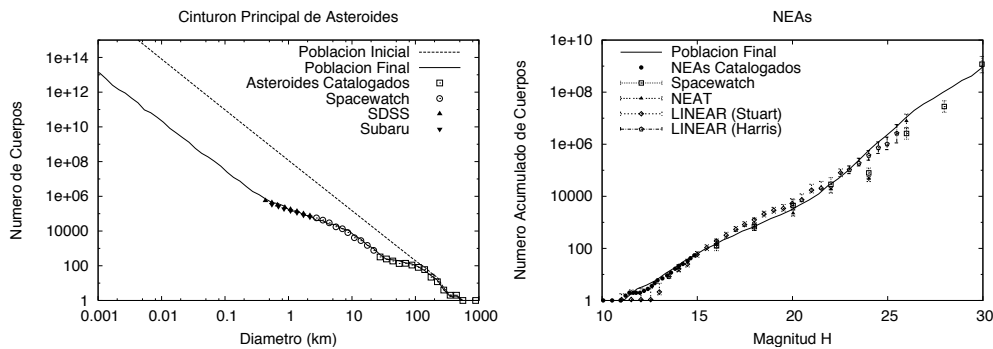 Cinturon Principal de Asteroides
Numero de Cuerpos
1e+14
1e+12
1e+10
1e+08
1e+06
10000
100
1
0.001
0.01
0.1
1
10
100
1000
Diametro (km)
Poblacion Inicial
Poblacion Final
Asteroides Catalogados
Spacewatch
SDSS
Subaru
NEAs
Numero Acumulado de Cuerpos
1e+10
1e+08
1e+06
10000
100
1
10
15
20
25
30
Magnitud H
Poblacion Final
NEAs Catalogados
Spacewatch
NEAT
LINEAR (Stuart)
LINEAR (Harris)